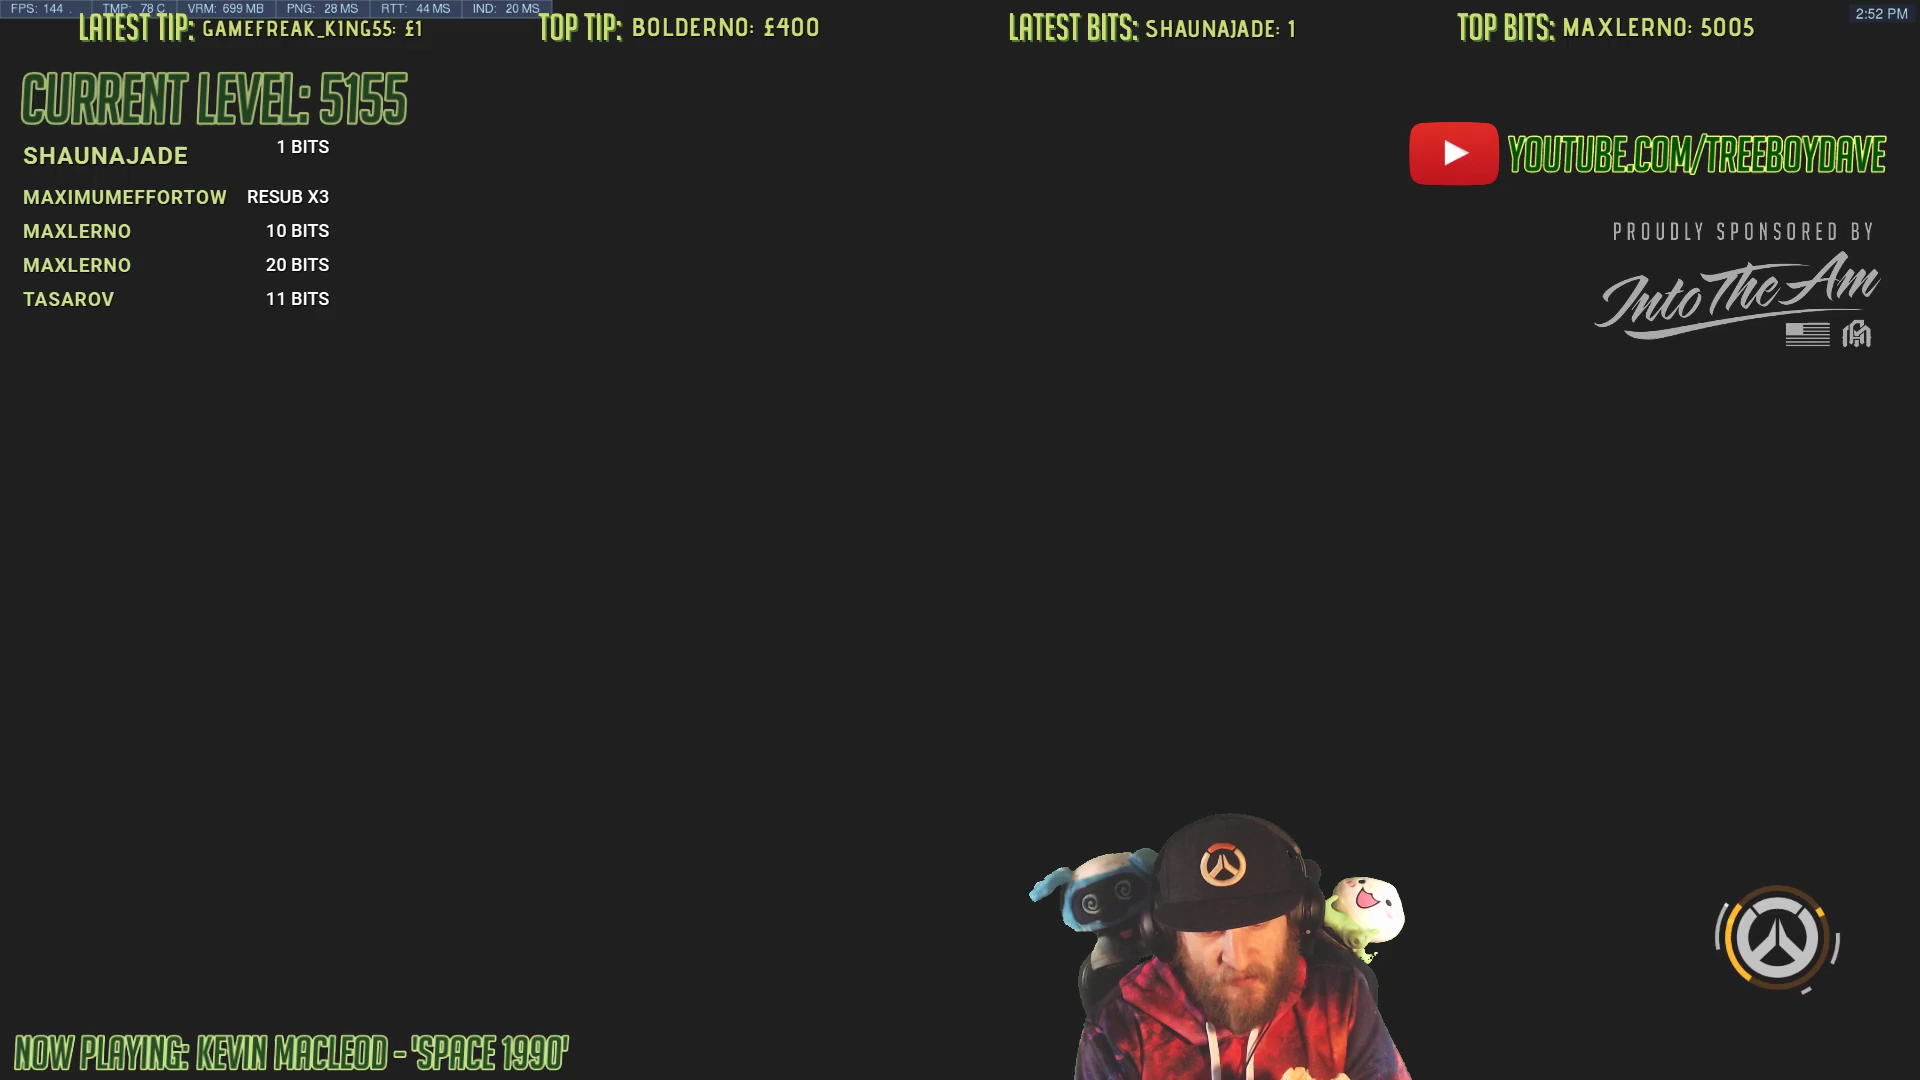 FPS: 144 TMP: 78 C VRM: 699 MB PNG: 28 MS RTT: 44 MS IND: 20 MS
2:52 PM
LATEST TIP: GAMEFREAK_K1NG55: £1
TOP TIP: BOLDERNO: £400
LATEST BITS: SHAUNAJADE: 1
TOP BITS: MAXLERNO: 5005
CURRENT LEVEL: 5155
SHAUNAJADE 1 BITS
MAXIMUMEFFORTOW RESUB X3
MAXLERNO 10 BITS
MAXLERNO 20 BITS
TASAROV 11 BITS
YOUTUBE.COM/TREEBOYDAVE
PROUDLY SPONSORED BY
Into The Am
NOW PLAYING: KEVIN MACLEOD - 'SPACE 1990'